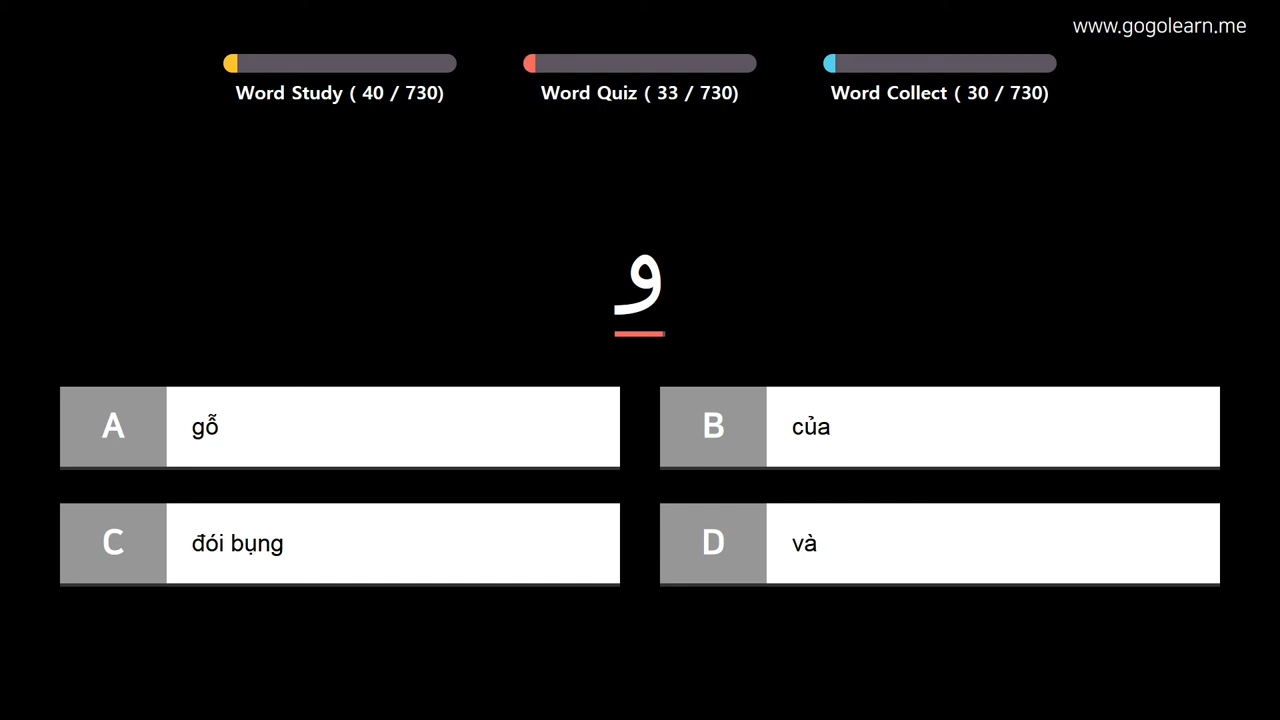 www.gogolearn.me
Word Study ( 40 / 730)
Word Quiz ( 33 / 730)
Word Collect ( 30 / 730)
و
A gỗ
B của
C đói bụng
D và